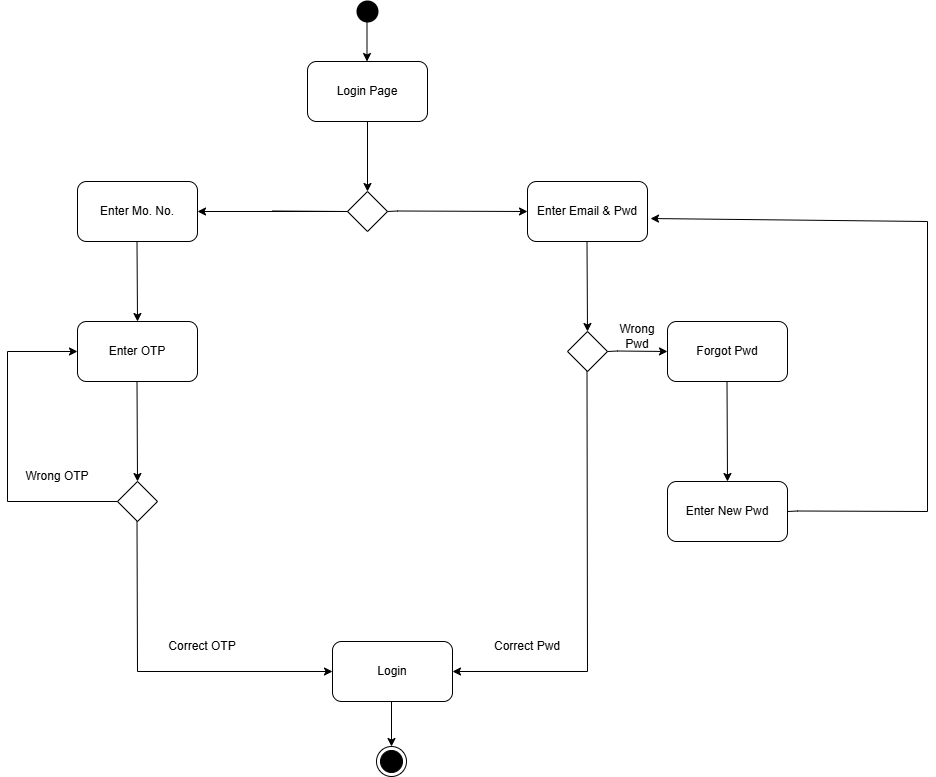 Login Page
Enter Mo. No.
Enter Email & Pwd
Enter OTP
Wrong
Pwd
Forgot Pwd
Wrong OTP
Enter New Pwd
Correct OTP
Login
Correct Pwd